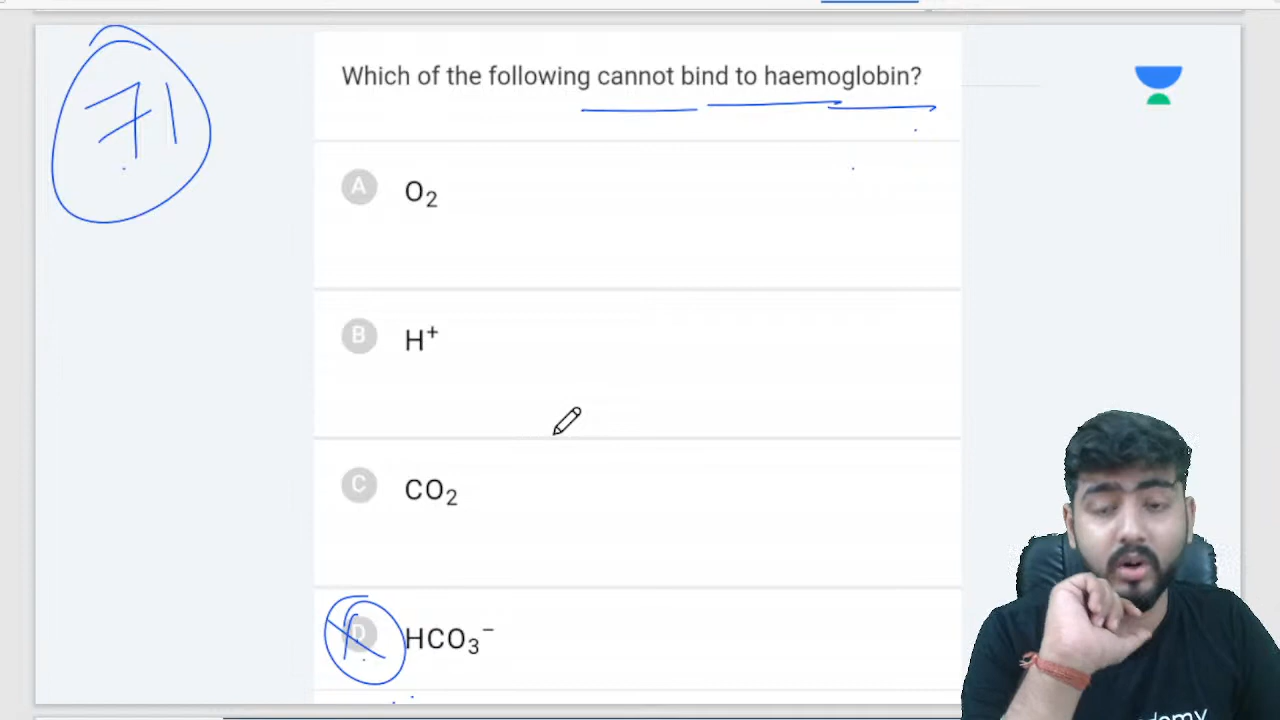 71
Which of the following cannot bind to haemoglobin?
A O₂
B H⁺
C CO₂
D HCO₃⁻